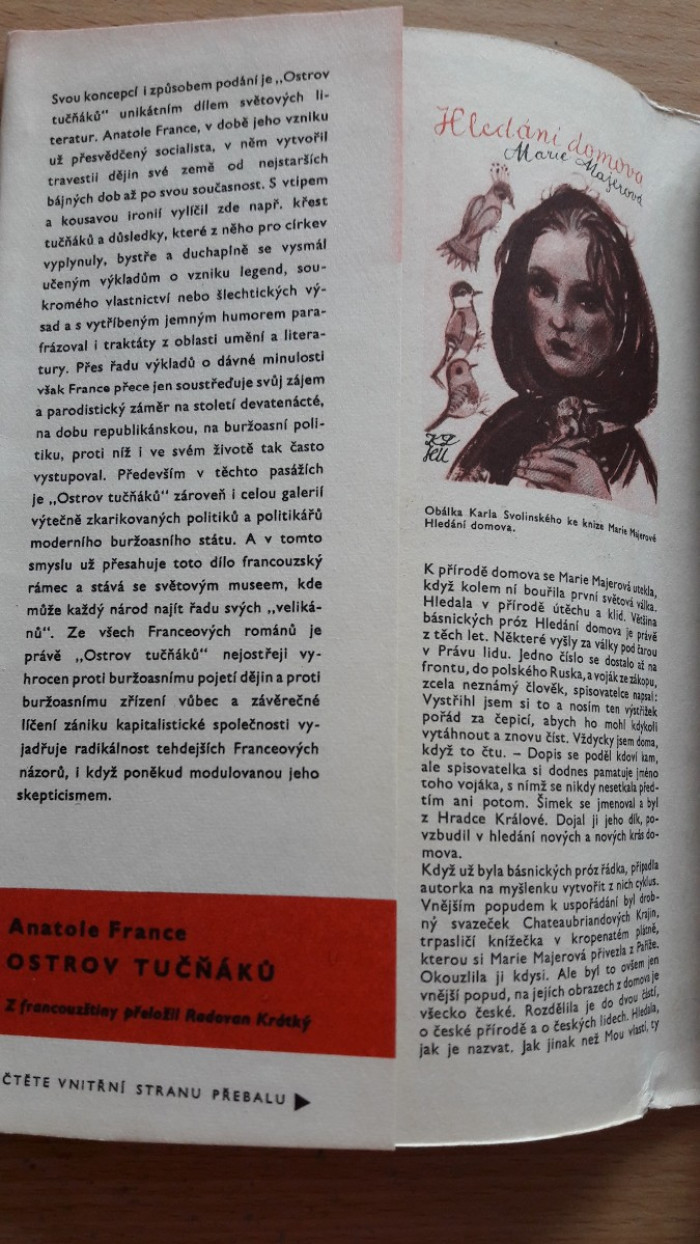 Svou koncepcí i způsobem podání je „Ostrov
tučňáků" unikátním dílem světových li-
teratur. Anatole France, v době jeho vzniku
už přesvědčený socialista, v něm vytvořil
travestii dějin své země od nejstarších
bájných dob až po svou současnost. S vtipem
a kousavou ironií vylíčil zde např. křest
tučňáků a důsledky, které z něho pro církev
vyplynuly, bystře a duchaplně se vysmál
učeným výkladům o vzniku legend, sou-
kromého vlastnictví nebo šlechtických vý-
sad a s vytříbeným jemným humorem para-
frázoval i traktáty z oblasti umění a litera-
tury. Přes řadu výkladů o dávné minulosti
však France přece jen soustřeďuje svůj zájem
a parodistický záměr na století devatenácté,
na dobu republikánskou, na buržoasní poli-
tiku, proti níž i ve svém životě tak často
vystupoval. Především v těchto pasážích
je „Ostrov tučňáků" zároveň i celou galerií
výtečně zkarikovaných politiků a politikářů
moderního buržoasního státu. A v tomto
smyslu už přesahuje toto dílo francouzský
rámec a stává se světovým museem, kde
může každý národ najít řadu svých „veliká-
nů". Ze všech Franceových románů je
právě „Ostrov tučňáků" nejostřeji vy-
hrocen proti buržoasnímu pojetí dějin a proti
buržoasnímu zřízení vůbec a závěrečné
líčení zániku kapitalistické společnosti vy-
jadřuje radikálnost tehdejších Franceových
názorů, i když poněkud modulovanou jeho
skepticismem.
Anatole France
OSTROV TUČŇÁKŮ
Z francouzštiny přeložil Radovan Krátký
ČTĚTE VNITŘNÍ STRANU PŘEBALU
Hledání domova
Marie Majerová
Obálka Karla Svolinského ke knize Marie Majerové
Hledání domova.
K přírodě domova se Marie Majerová utekla,
když kolem ní bouřila první světová válka.
Hledala v přírodě útěchu a klid. Většina
básnických próz Hledání domova je právě
z těch let. Některé vyšly za války pod čarou
v Právu lidu. Jedno číslo se dostalo až na
frontu, do polského Ruska, a voják ze zákopu,
zcela neznámý člověk, spisovatelce napsal:
Vystřihl jsem si to a nosím ten výstřižek
pořád za čepicí, abych ho mohl kdykoli
vytáhnout a znovu číst. Vždycky jsem doma,
když to čtu. – Dopis se poděl kdoví kam,
ale spisovatelka si dodnes pamatuje jméno
toho vojáka, s nímž se nikdy nesetkala před-
tím ani potom. Šimek se jmenoval a byl
z Hradce Králové. Dojal ji jeho dík, po-
vzbudil v hledání nových a nových krás do-
mova.
Když už byla básnických próz řádka, připadla
autorka na myšlenku vytvořit z nich cyklus.
Vnějším popudem k uspořádání byl drob-
ný svazeček Chateaubriandových Krajin,
trpasličí knížečka v kropenatém plátně,
kterou si Marie Majerová přivezla z Paříže.
Okouzlila ji kdysi. Ale byl to ovšem jen
vnější popud, na jejích obrazech z domova je
všecko české. Rozdělila je do dvou částí,
o české přírodě a o českých lidech. Hledala,
jak je nazvat. Jak jinak než Mou vlastí, ty